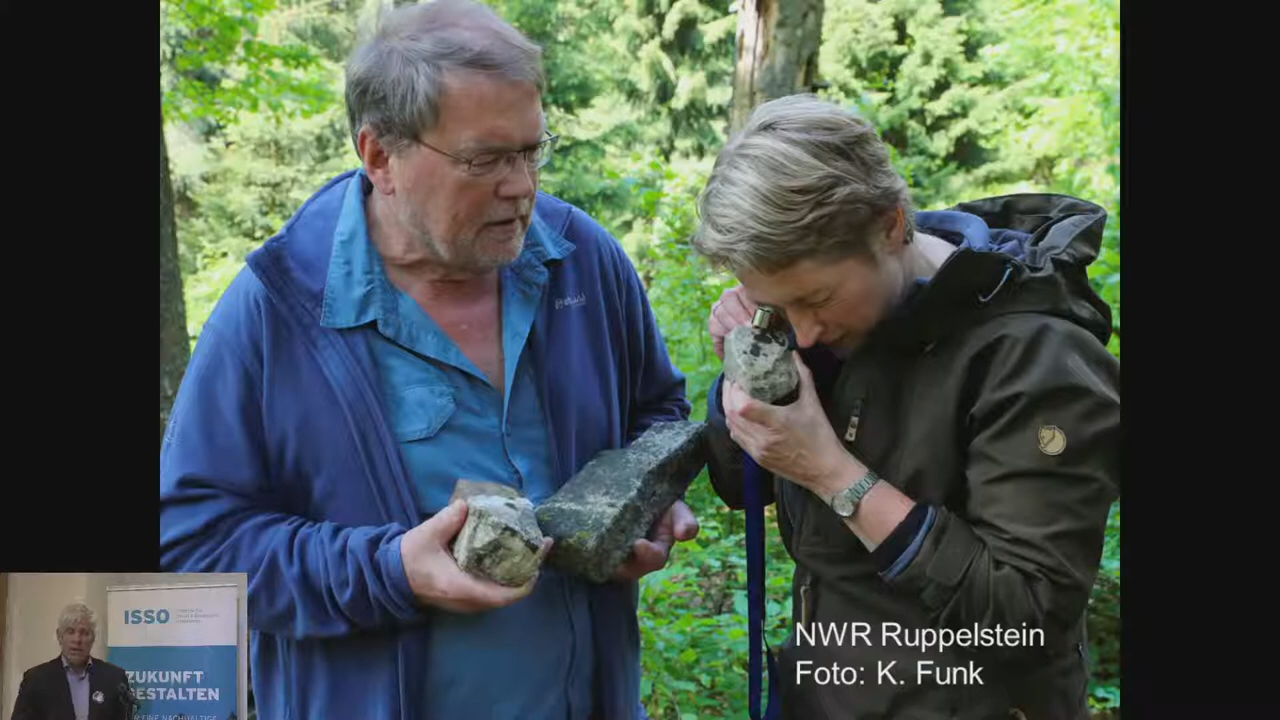 NWR Ruppelstein
Foto: K. Funk
ISSO
ZUKUNFT
GESTALTEN